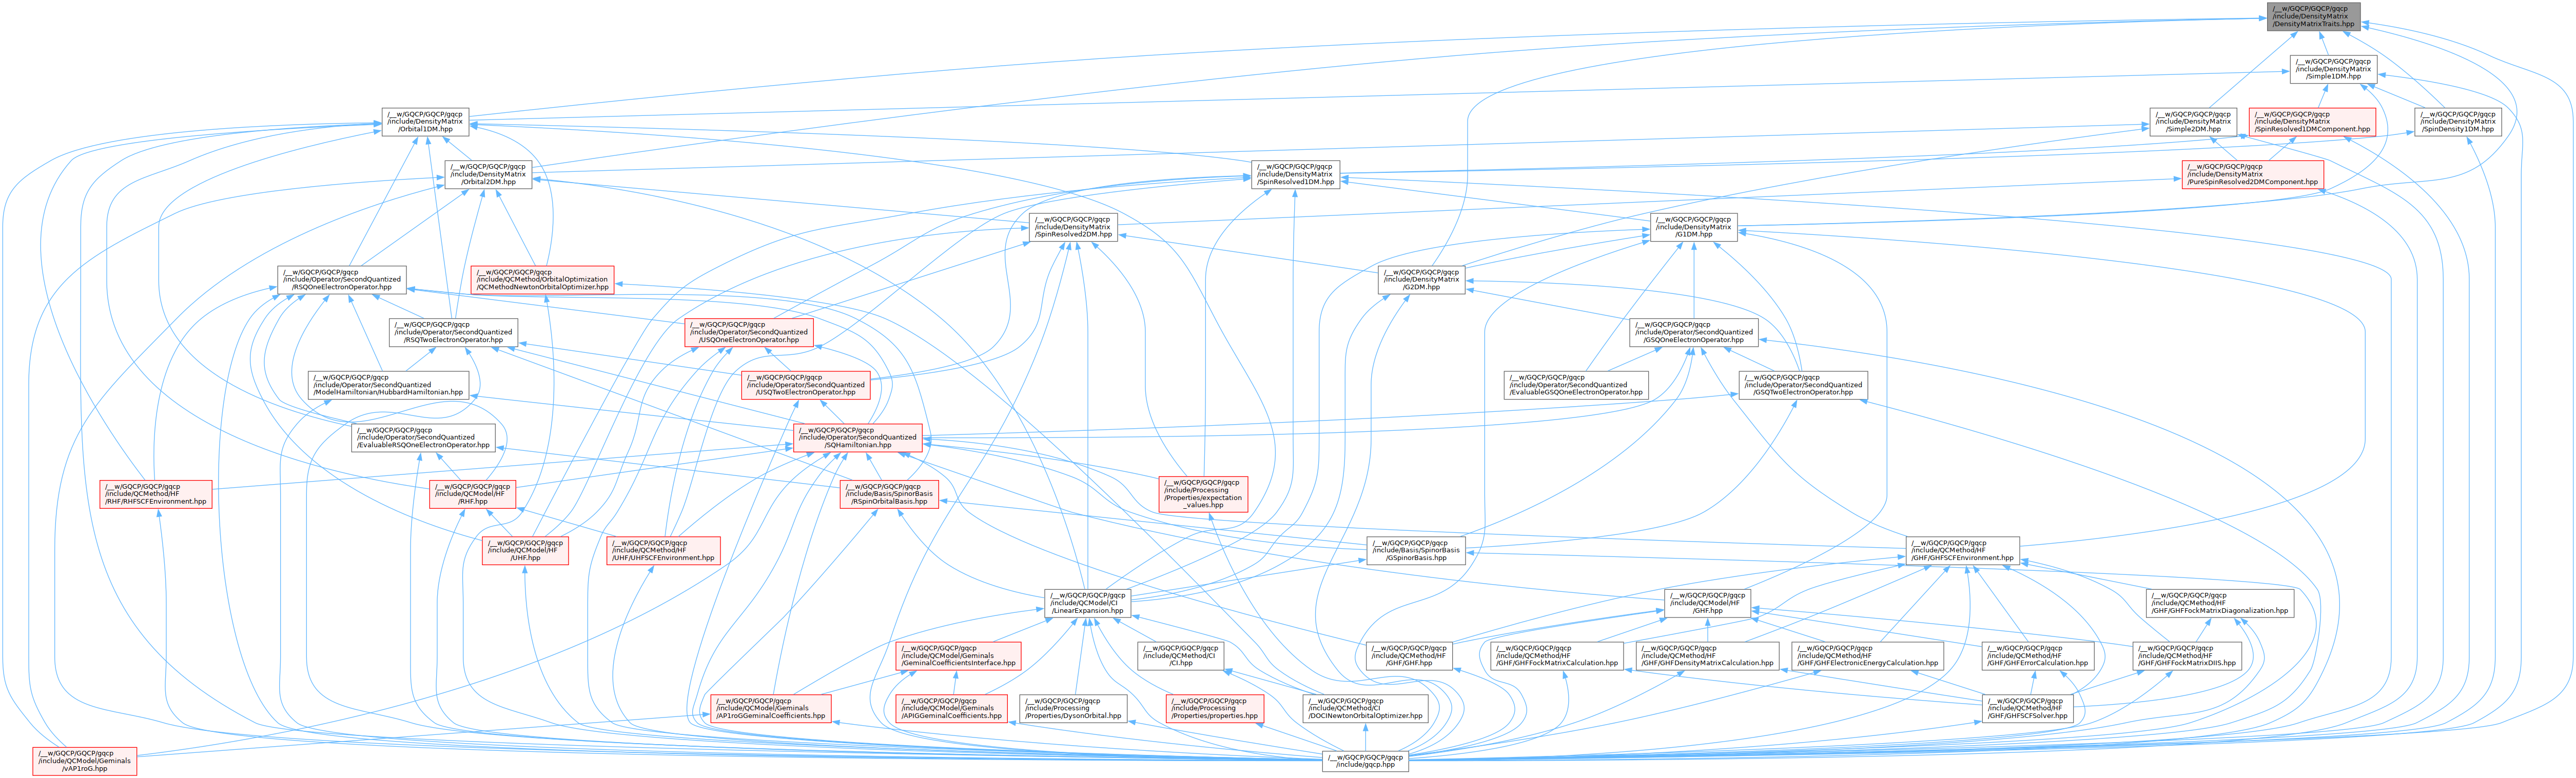 /__w/GQCP/GQCP/gqcp
/include/DensityMatrix
/DensityMatrixTraits.hpp
/__w/GQCP/GQCP/gqcp
/include/DensityMatrix
/Simple1DM.hpp
/__w/GQCP/GQCP/gqcp
/include/DensityMatrix
/Orbital1DM.hpp
/__w/GQCP/GQCP/gqcp
/include/DensityMatrix
/Simple2DM.hpp
/__w/GQCP/GQCP/gqcp
/include/DensityMatrix
/SpinResolved1DMComponent.hpp
/__w/GQCP/GQCP/gqcp
/include/DensityMatrix
/SpinDensity1DM.hpp
/__w/GQCP/GQCP/gqcp
/include/DensityMatrix
/Orbital2DM.hpp
/__w/GQCP/GQCP/gqcp
/include/DensityMatrix
/SpinResolved1DM.hpp
/__w/GQCP/GQCP/gqcp
/include/DensityMatrix
/PureSpinResolved2DMComponent.hpp
/__w/GQCP/GQCP/gqcp
/include/DensityMatrix
/SpinResolved2DM.hpp
/__w/GQCP/GQCP/gqcp
/include/DensityMatrix
/G1DM.hpp
/__w/GQCP/GQCP/gqcp
/include/Operator/SecondQuantized
/RSQOneElectronOperator.hpp
/__w/GQCP/GQCP/gqcp
/include/QCMethod/OrbitalOptimization
/QCMethodNewtonOrbitalOptimizer.hpp
/__w/GQCP/GQCP/gqcp
/include/DensityMatrix
/G2DM.hpp
/__w/GQCP/GQCP/gqcp
/include/Operator/SecondQuantized
/RSQTwoElectronOperator.hpp
/__w/GQCP/GQCP/gqcp
/include/Operator/SecondQuantized
/USQOneElectronOperator.hpp
/__w/GQCP/GQCP/gqcp
/include/Operator/SecondQuantized
/GSQOneElectronOperator.hpp
/__w/GQCP/GQCP/gqcp
/include/Operator/SecondQuantized
/ModelHamiltonian/HubbardHamiltonian.hpp
/__w/GQCP/GQCP/gqcp
/include/Operator/SecondQuantized
/USQTwoElectronOperator.hpp
/__w/GQCP/GQCP/gqcp
/include/Operator/SecondQuantized
/EvaluableGSQOneElectronOperator.hpp
/__w/GQCP/GQCP/gqcp
/include/Operator/SecondQuantized
/GSQTwoElectronOperator.hpp
/__w/GQCP/GQCP/gqcp
/include/Operator/SecondQuantized
/EvaluableRSQOneElectronOperator.hpp
/__w/GQCP/GQCP/gqcp
/include/Operator/SecondQuantized
/SQHamiltonian.hpp
/__w/GQCP/GQCP/gqcp
/include/QCMethod/HF
/RHF/RHFSCFEnvironment.hpp
/__w/GQCP/GQCP/gqcp
/include/QCModel/HF
/RHF.hpp
/__w/GQCP/GQCP/gqcp
/include/Basis/SpinorBasis
/RSpinOrbitalBasis.hpp
/__w/GQCP/GQCP/gqcp
/include/Processing
/Properties/expectation
_values.hpp
/__w/GQCP/GQCP/gqcp
/include/QCModel/HF
/UHF.hpp
/__w/GQCP/GQCP/gqcp
/include/QCMethod/HF
/UHF/UHFSCFEnvironment.hpp
/__w/GQCP/GQCP/gqcp
/include/Basis/SpinorBasis
/GSpinorBasis.hpp
/__w/GQCP/GQCP/gqcp
/include/QCMethod/HF
/GHF/GHFSCFEnvironment.hpp
/__w/GQCP/GQCP/gqcp
/include/QCModel/CI
/LinearExpansion.hpp
/__w/GQCP/GQCP/gqcp
/include/QCModel/HF
/GHF.hpp
/__w/GQCP/GQCP/gqcp
/include/QCMethod/HF
/GHF/GHFFockMatrixDiagonalization.hpp
/__w/GQCP/GQCP/gqcp
/include/QCModel/Geminals
/GeminalCoefficientsInterface.hpp
/__w/GQCP/GQCP/gqcp
/include/QCMethod/CI
/CI.hpp
/__w/GQCP/GQCP/gqcp
/include/QCMethod/HF
/GHF/GHF.hpp
/__w/GQCP/GQCP/gqcp
/include/QCMethod/HF
/GHF/GHFFockMatrixCalculation.hpp
/__w/GQCP/GQCP/gqcp
/include/QCMethod/HF
/GHF/GHFDensityMatrixCalculation.hpp
/__w/GQCP/GQCP/gqcp
/include/QCMethod/HF
/GHF/GHFElectronicEnergyCalculation.hpp
/__w/GQCP/GQCP/gqcp
/include/QCMethod/HF
/GHF/GHFErrorCalculation.hpp
/__w/GQCP/GQCP/gqcp
/include/QCMethod/HF
/GHF/GHFFockMatrixDIIS.hpp
/__w/GQCP/GQCP/gqcp
/include/QCModel/Geminals
/AP1roGGeminalCoefficients.hpp
/__w/GQCP/GQCP/gqcp
/include/QCModel/Geminals
/APIGGeminalCoefficients.hpp
/__w/GQCP/GQCP/gqcp
/include/Processing
/Properties/DysonOrbital.hpp
/__w/GQCP/GQCP/gqcp
/include/Processing
/Properties/properties.hpp
/__w/GQCP/GQCP/gqcp
/include/QCMethod/CI
/DOCINewtonOrbitalOptimizer.hpp
/__w/GQCP/GQCP/gqcp
/include/QCMethod/HF
/GHF/GHFSCFSolver.hpp
/__w/GQCP/GQCP/gqcp
/include/QCModel/Geminals
/vAP1roG.hpp
/__w/GQCP/GQCP/gqcp
/include/gqcp.hpp